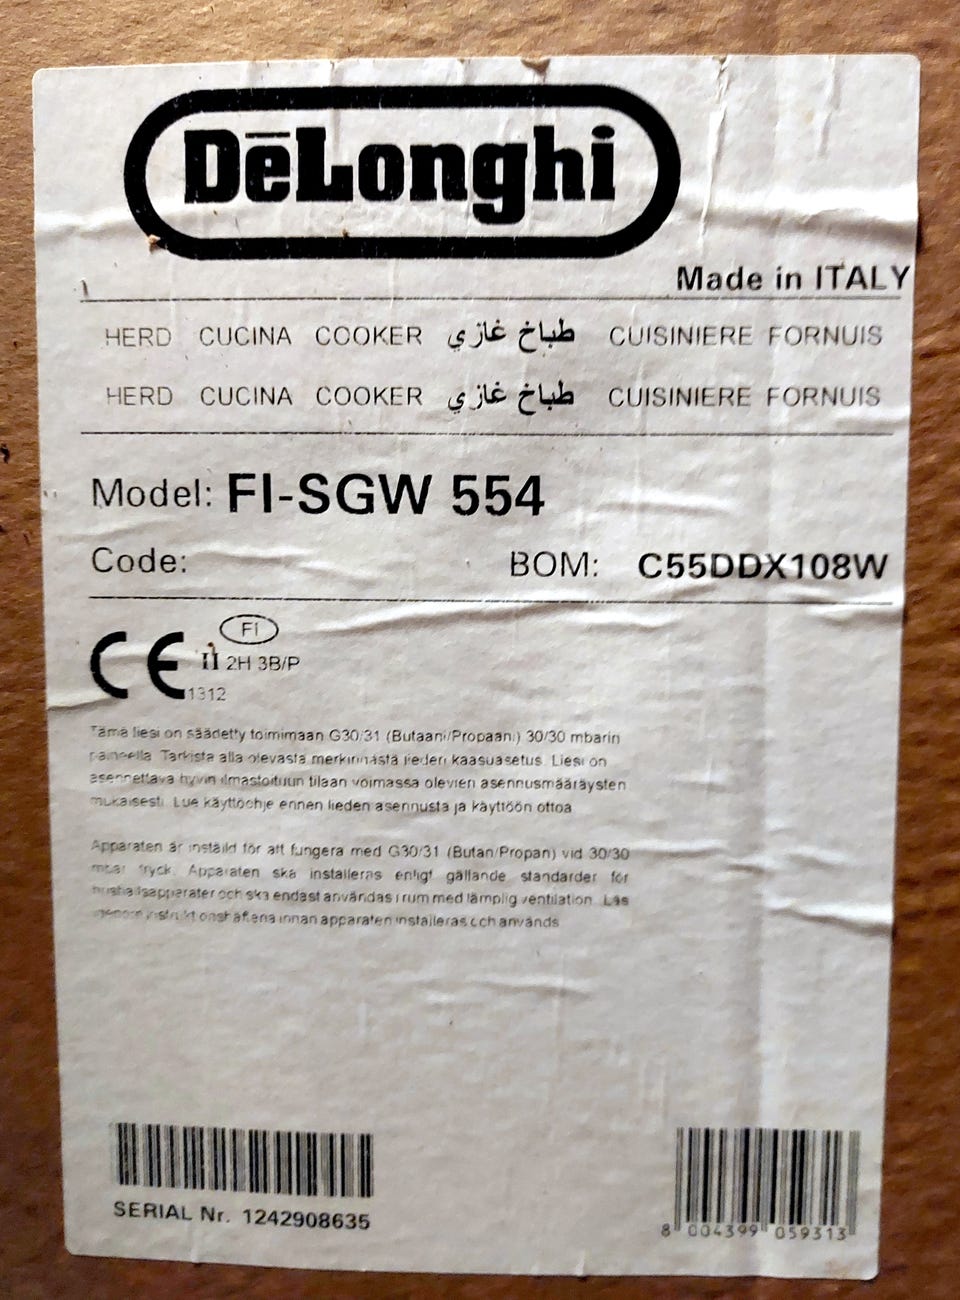 DēLonghi
Made in ITALY
HERD CUCINA COOKER طباخ غازي CUISINIERE FORNUIS
HERD CUCINA COOKER طباخ غازي CUISINIERE FORNUIS
Model: FI-SGW 554
Code: BOM: C55DDX108W
FI
CE II 2H 3B/P
1312
Tämä liesi on säädetty toimimaan G30/31 (Butaani/Propaani) 30/30 mbarin
paineella. Tarkista alla olevasta merkinnästä lieden kaasuasetus. Liesi on
asennettava hyvin ilmastoituun tilaan voimassa olevien asennusmääräysten
mukaisesti. Lue käyttöohje ennen lieden asennusta ja käyttöön ottoa
Apparaten är inställd för att fungera med G30/31 (Butan/Propan) vid 30/30
mbar tryck. Apparaten ska installeras enligt gällande standarder för
hushållsapparater och ska endast användas i rum med lämplig ventilation. Läs
igenom instruktionshäftena innan apparaten installeras och används
SERIAL Nr. 1242908635
8 004399 059313